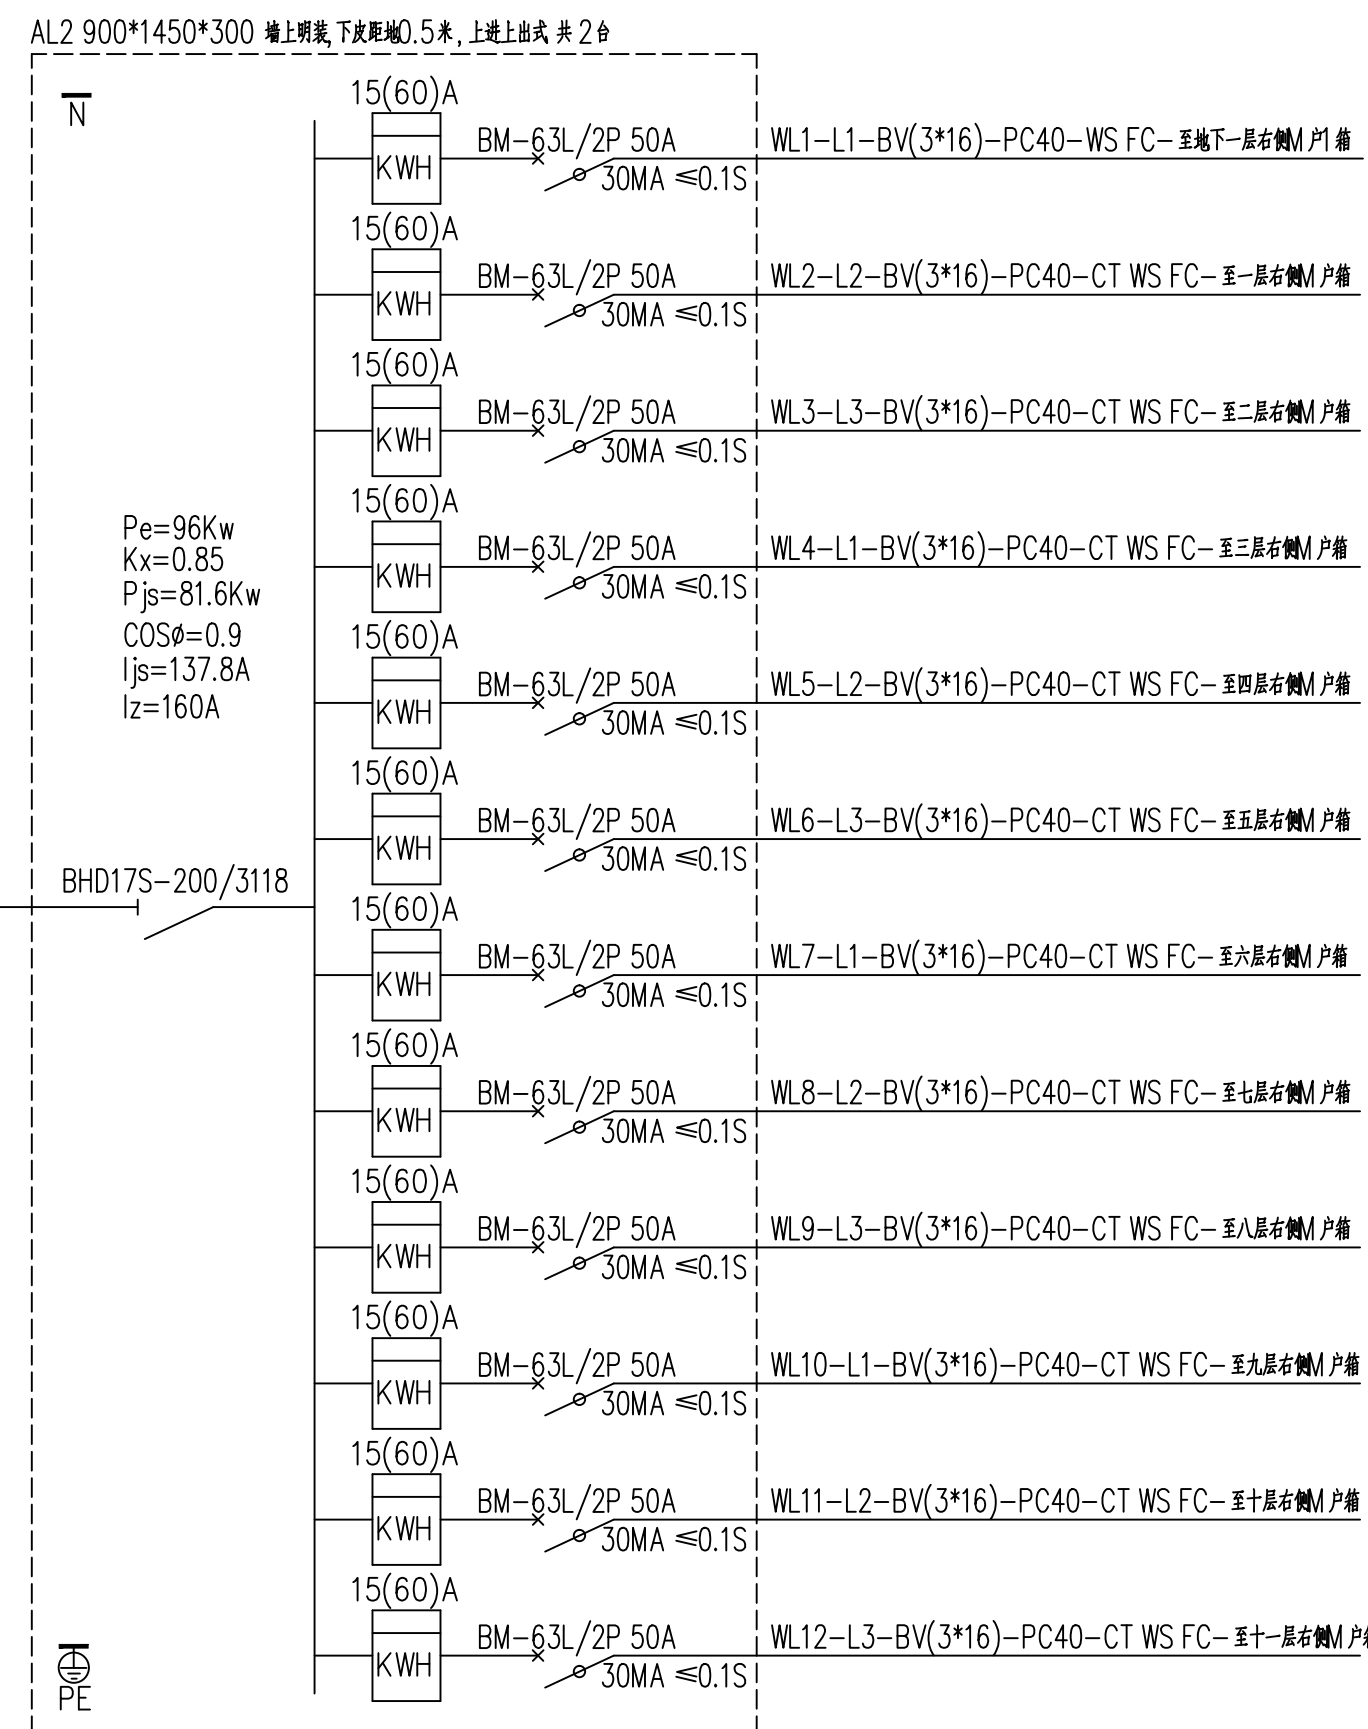 AL2 900*1450*300 墙上明装,下皮距地0.5米,上进上出式 共2台
N
15(60)A
KWH
BM-63L/2P 50A
30MA ≤0.1S
WL1-L1-BV(3*16)-PC40-WS FC-至地下一层右侧M户1箱
15(60)A
KWH
BM-63L/2P 50A
30MA ≤0.1S
WL2-L2-BV(3*16)-PC40-CT WS FC-至一层右侧M户箱
15(60)A
KWH
BM-63L/2P 50A
30MA ≤0.1S
WL3-L3-BV(3*16)-PC40-CT WS FC-至二层右侧M户箱
15(60)A
KWH
BM-63L/2P 50A
30MA ≤0.1S
WL4-L1-BV(3*16)-PC40-CT WS FC-至三层右侧M户箱
Pe=96Kw
Kx=0.85
Pjs=81.6Kw
COSø=0.9
Ijs=137.8A
Iz=160A
15(60)A
KWH
BM-63L/2P 50A
30MA ≤0.1S
WL5-L2-BV(3*16)-PC40-CT WS FC-至四层右侧M户箱
15(60)A
KWH
BM-63L/2P 50A
30MA ≤0.1S
WL6-L3-BV(3*16)-PC40-CT WS FC-至五层右侧M户箱
BHD17S-200/3118
15(60)A
KWH
BM-63L/2P 50A
30MA ≤0.1S
WL7-L1-BV(3*16)-PC40-CT WS FC-至六层右侧M户箱
15(60)A
KWH
BM-63L/2P 50A
30MA ≤0.1S
WL8-L2-BV(3*16)-PC40-CT WS FC-至七层右侧M户箱
15(60)A
KWH
BM-63L/2P 50A
30MA ≤0.1S
WL9-L3-BV(3*16)-PC40-CT WS FC-至八层右侧M户箱
15(60)A
KWH
BM-63L/2P 50A
30MA ≤0.1S
WL10-L1-BV(3*16)-PC40-CT WS FC-至九层右侧M户箱
15(60)A
KWH
BM-63L/2P 50A
30MA ≤0.1S
WL11-L2-BV(3*16)-PC40-CT WS FC-至十层右侧M户箱
15(60)A
KWH
BM-63L/2P 50A
30MA ≤0.1S
WL12-L3-BV(3*16)-PC40-CT WS FC-至十一层右侧M户
PE